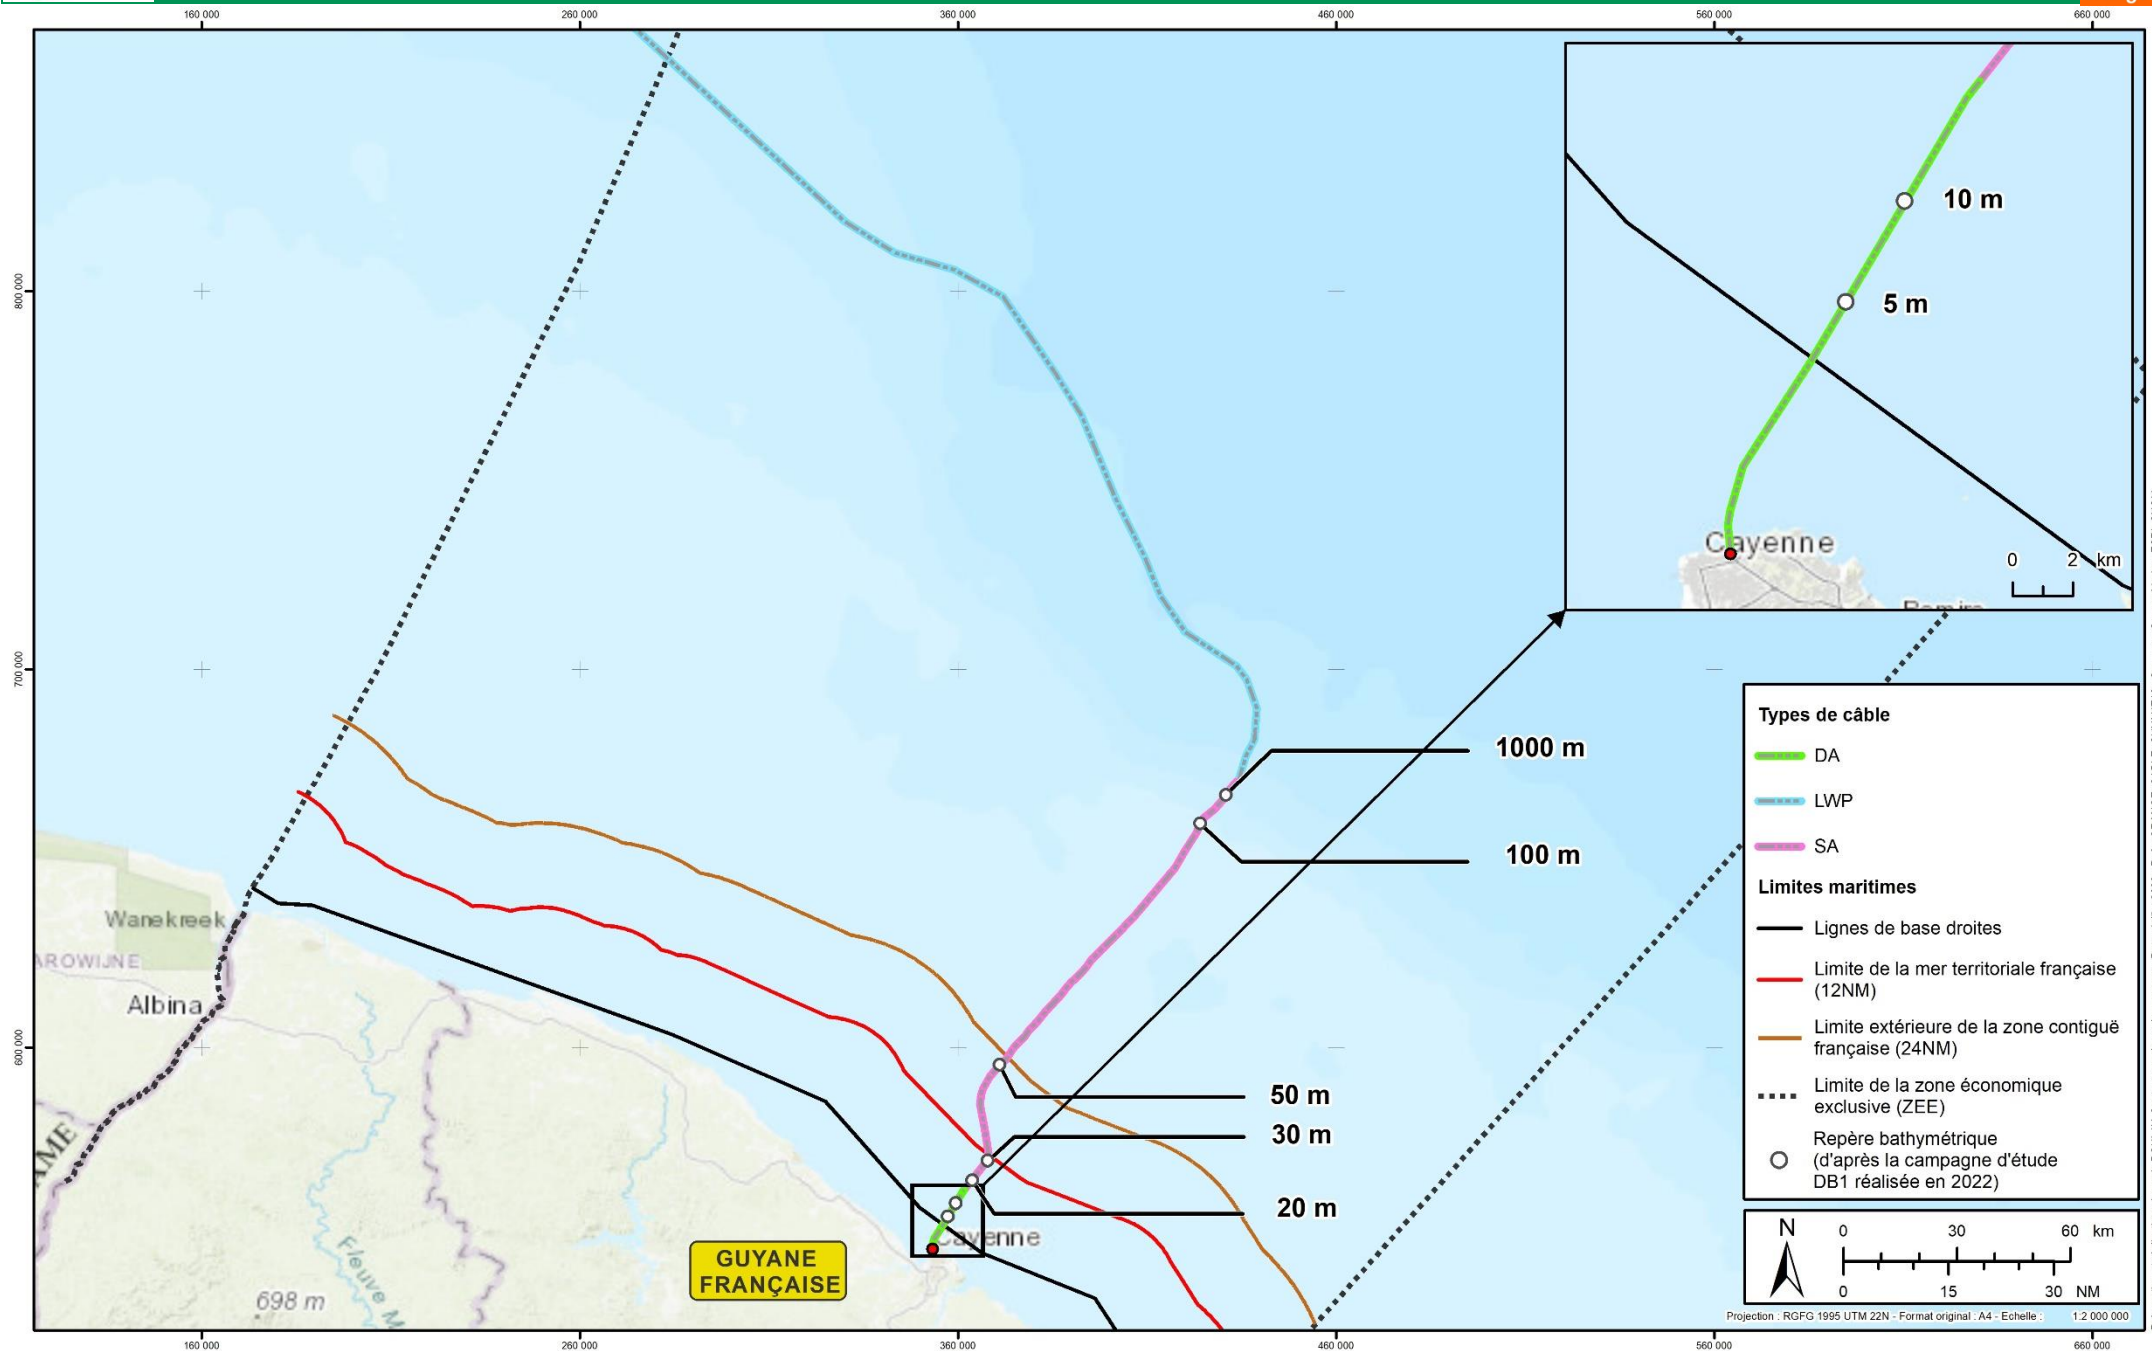 160 000
260 000
360 000
460 000
560 000
660 000
800 000
700 000
600 000
10 m
5 m
Cayenne
0 2 km
1000 m
100 m
50 m
30 m
20 m
Wanekreek
AROWIJNE
Albina
AME
Fleuve M
698 m
Cayenne
GUYANE
FRANÇAISE
Types de câble
DA
LWP
SA
Limites maritimes
Lignes de base droites
Limite de la mer territoriale française
(12NM)
Limite extérieure de la zone contiguë
française (24NM)
Limite de la zone économique
exclusive (ZEE)
Repère bathymétrique
(d'après la campagne d'étude
DB1 réalisée en 2022)
N
0 30 60 km
0 15 30 NM
Projection : RGFG 1995 UTM 22N - Format original : A4 - Echelle : 1:2 000 000
160 000
260 000
360 000
460 000
560 000
660 000